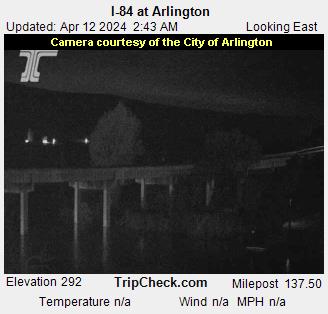 I-84 at Arlington
Updated: Apr 12 2024 2:43 AM Looking East
Camera courtesy of the City of Arlington
Elevation 292 TripCheck.com Milepost 137.50
Temperature n/a Wind n/a MPH n/a